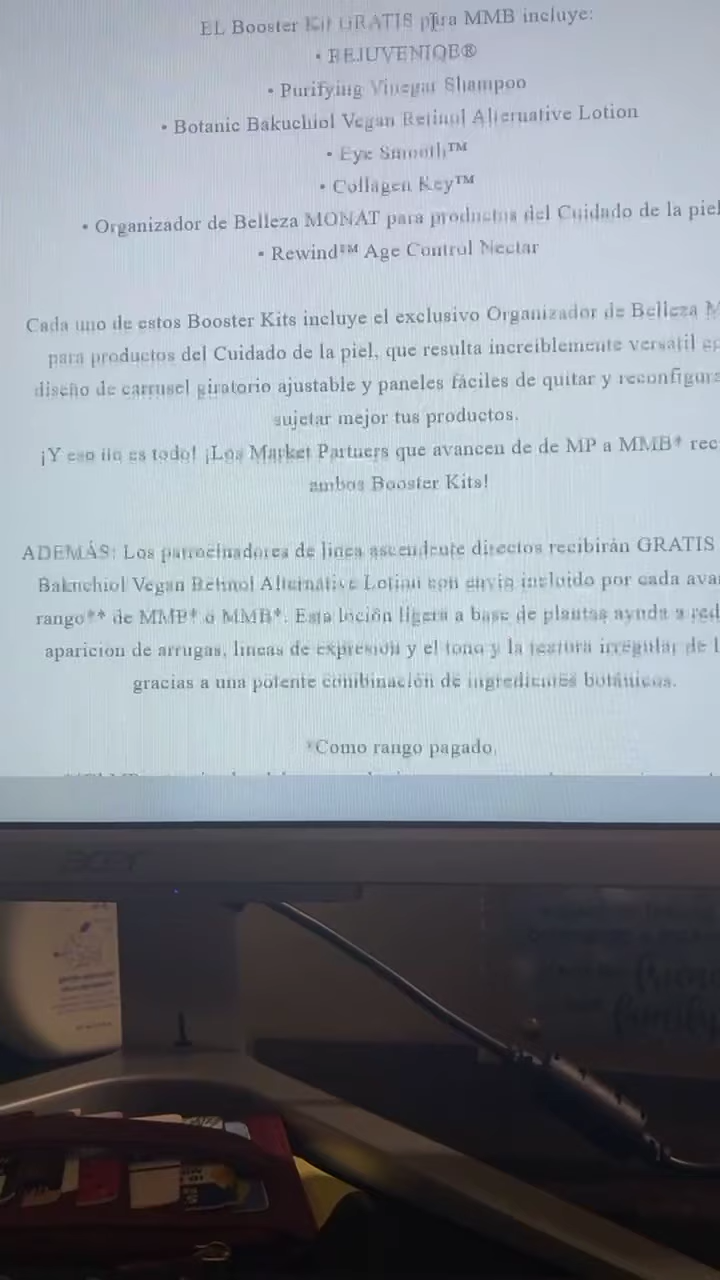 EL Booster Kit GRATIS para MMB incluye:
• REJUVENIQE®
• Purifying Vinegar Shampoo
• Botanic Bakuchiol Vegan Retinol Alternative Lotion
• Eye Smooth™
• Collagen Key™
• Organizador de Belleza MONAT para productos del Cuidado de la piel
• Rewind™ Age Control Nectar
Cada uno de estos Booster Kits incluye el exclusivo Organizador de Belleza M
para productos del Cuidado de la piel, que resulta increíblemente versátil
diseño de carrusel giratorio ajustable y paneles fáciles de quitar y reconfigura
sujetar mejor tus productos.
¡Y eso no es todo! ¡Los Market Partners que avancen de de MP a MMB* rec
ambos Booster Kits!
ADEMÁS: Los patrocinadores de línea ascendente directos recibirán GRATIS
Bakuchiol Vegan Retinol Alternative Lotion con envío incluido por cada ava
rango** de MMB* o MMB*. Esta loción ligera a base de plantas ayuda a red
aparición de arrugas, líneas de expresión y el tono y la textura irregular de l
gracias a una potente combinación de ingredientes botánicos.
*Como rango pagado.
acer
family